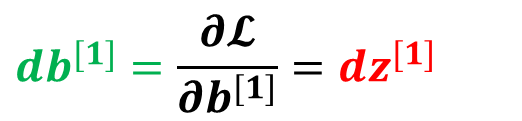 db^[1] = ∂ℒ/∂b^[1] = dz^[1]